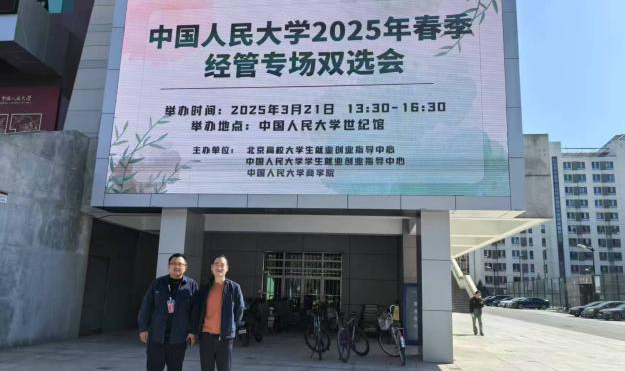 中国人民大学2025年春季
经管专场双选会
举办时间：2025年3月21日 13:30-16:30
举办地点：中国人民大学世纪馆
主办单位：北京高校大学生就业创业指导中心
中国人民大学学生就业创业指导中心
中国人民大学商学院